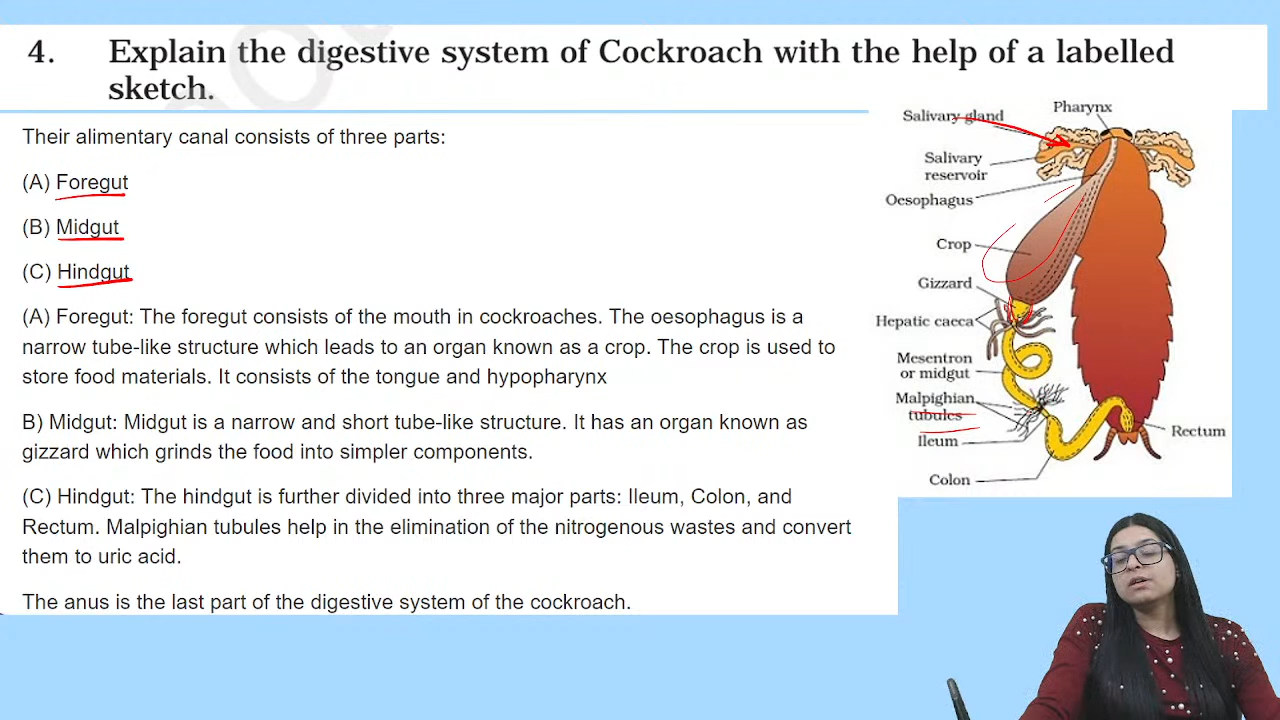 4. Explain the digestive system of Cockroach with the help of a labelled
sketch.
Their alimentary canal consists of three parts:
(A) Foregut
(B) Midgut
(C) Hindgut
(A) Foregut: The foregut consists of the mouth in cockroaches. The oesophagus is a
narrow tube-like structure which leads to an organ known as a crop. The crop is used to
store food materials. It consists of the tongue and hypopharynx
B) Midgut: Midgut is a narrow and short tube-like structure. It has an organ known as
gizzard which grinds the food into simpler components.
(C) Hindgut: The hindgut is further divided into three major parts: Ileum, Colon, and
Rectum. Malpighian tubules help in the elimination of the nitrogenous wastes and convert
them to uric acid.
The anus is the last part of the digestive system of the cockroach.
Pharynx
Salivary gland
Salivary
reservoir
Oesophagus
Crop
Gizzard
Hepatic caeca
Mesentron
or midgut
Malpighian
tubules
Ileum
Rectum
Colon